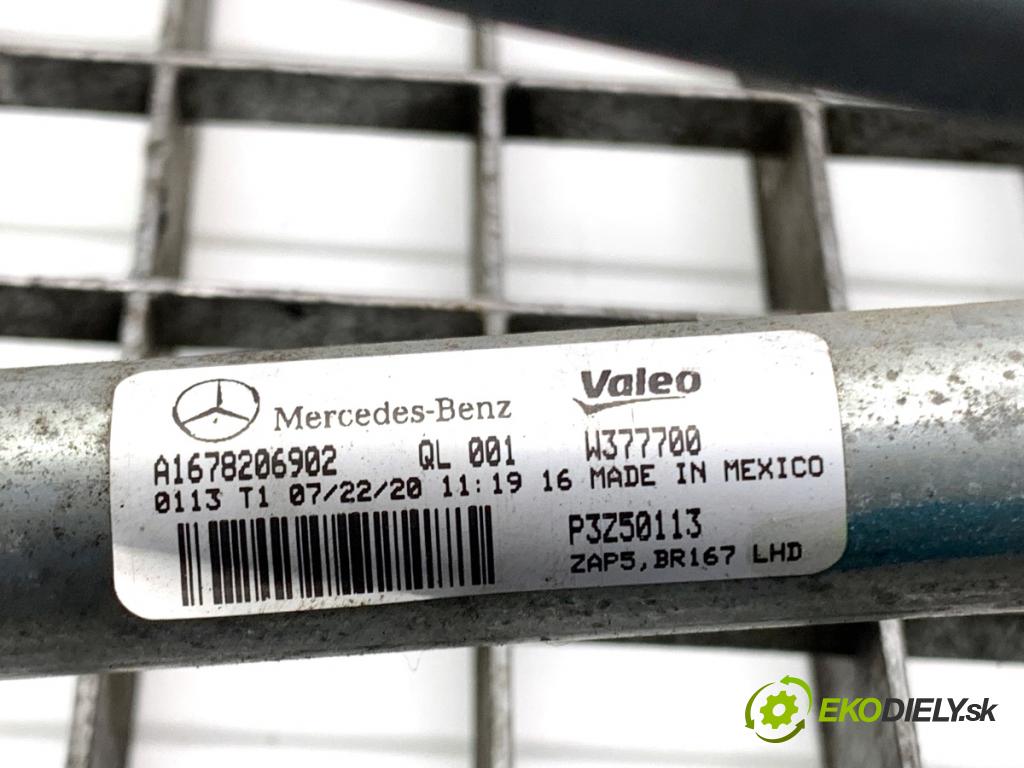 Mercedes-Benz Valeo
A1678206902 QL 001 W377700
0113 T1 07/22/20 11:19 16 MADE IN MEXICO
P3Z50113
ZAP5,BR167 LHD
EKODIELY.sk